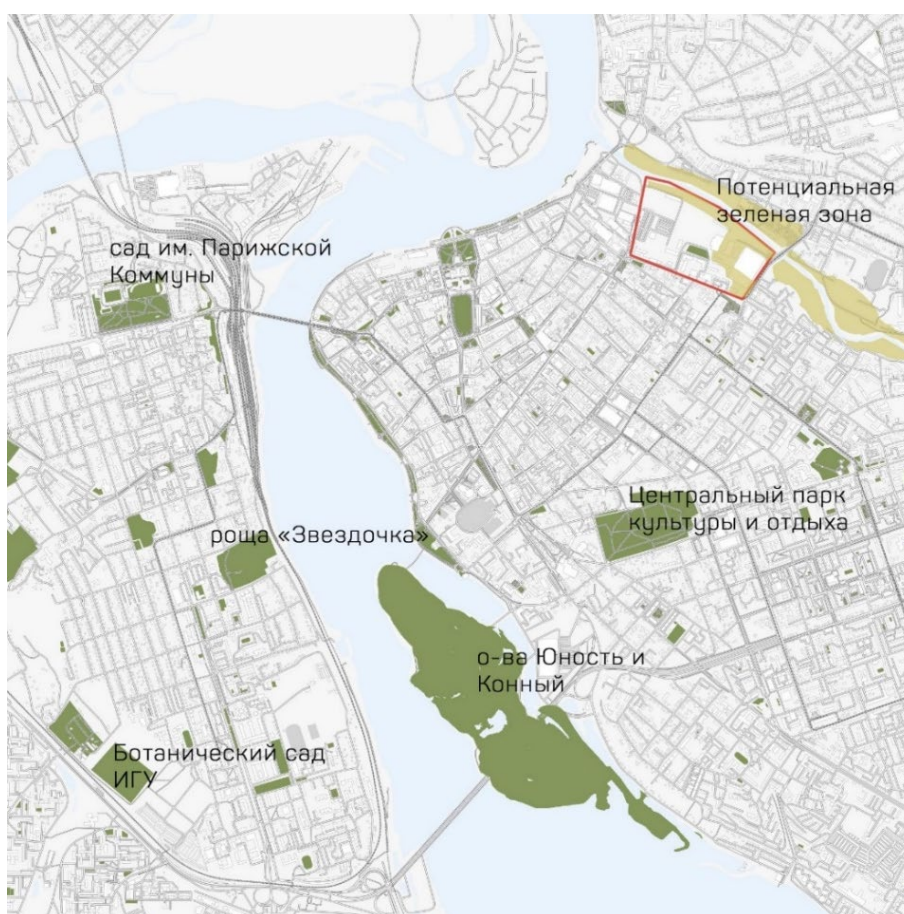 Потенциальная
зеленая зона
сад им. Парижской
Коммуны
Центральный парк
культуры и отдыха
роща «Звездочка»
о-ва Юность и
Конный
Ботанический сад
ИГУ